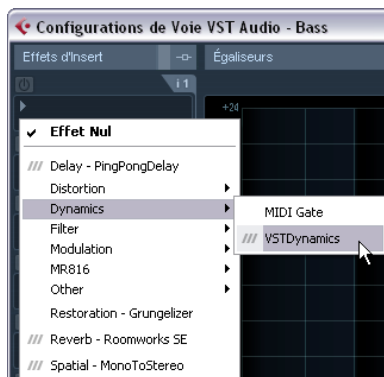 Configurations de Voie VST Audio - Bass
Effets d'Insert
Égaliseurs
i 1
+24
Effet Nul
Delay - PingPongDelay
Distortion
Dynamics
MIDI Gate
Filter
VSTDynamics
Modulation
MR816
Other
Restoration - Grungelizer
Reverb - Roomworks SE
Spatial - MonoToStereo